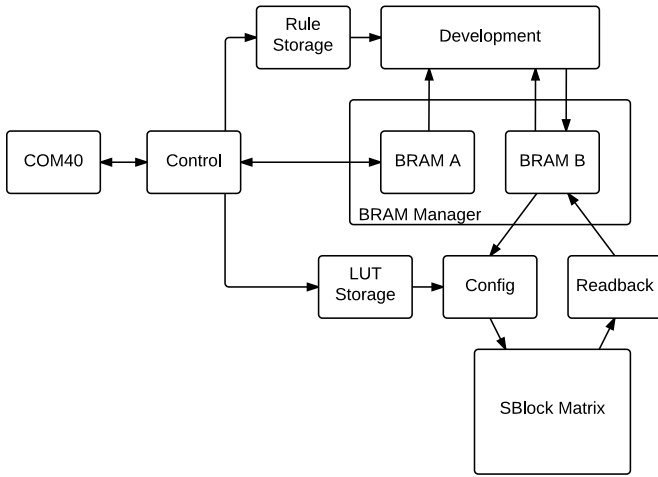 Rule
Storage
Development
COM40
Control
BRAM A
BRAM B
BRAM Manager
LUT
Storage
Config
Readback
SBlock Matrix